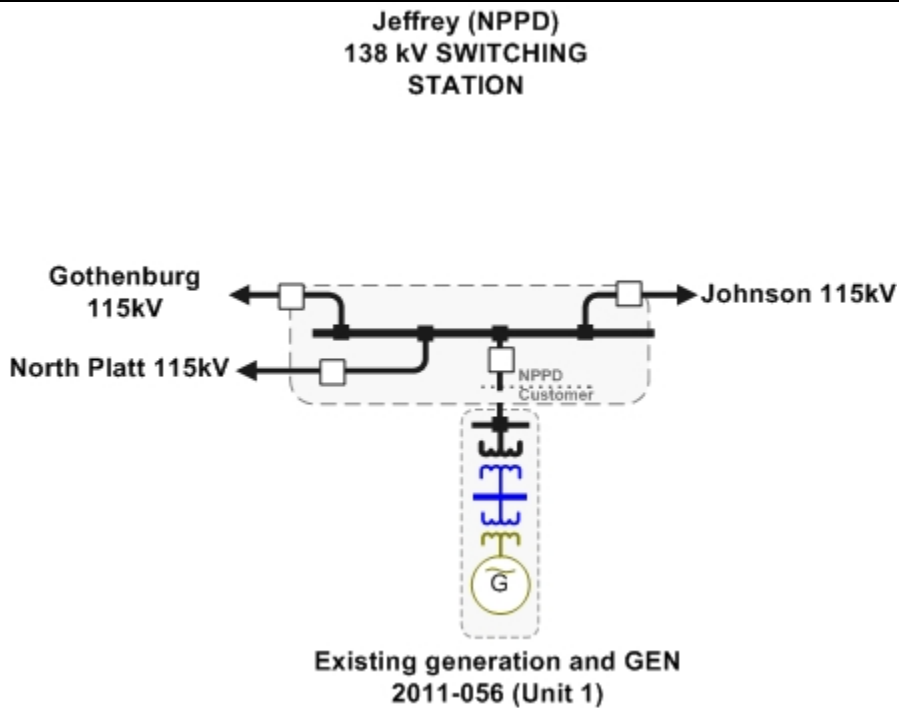 Jeffrey (NPPD)
138 kV SWITCHING
STATION
Gothenburg
115kV
Johnson 115kV
North Platt 115kV
NPPD
Customer
G
Existing generation and GEN
2011-056 (Unit 1)